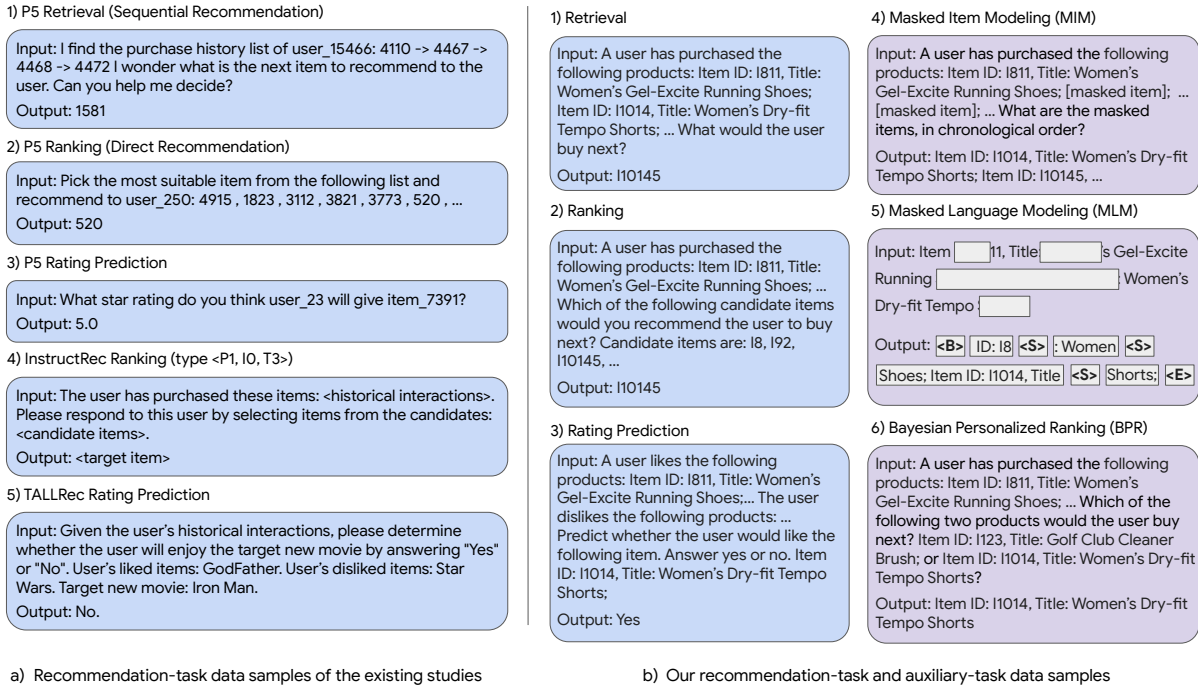 1) P5 Retrieval (Sequential Recommendation)
Input: I find the purchase history list of user_15466: 4110 -> 4467 ->
4468 -> 4472 I wonder what is the next item to recommend to the
user. Can you help me decide?
Output: 1581
2) P5 Ranking (Direct Recommendation)
Input: Pick the most suitable item from the following list and
recommend to user_250: 4915 , 1823 , 3112 , 3821 , 3773 , 520 , ...
Output: 520
3) P5 Rating Prediction
Input: What star rating do you think user_23 will give item_7391?
Output: 5.0
4) InstructRec Ranking (type <P1, I0, T3>)
Input: The user has purchased these items: <historical interactions>.
Please respond to this user by selecting items from the candidates:
<candidate items>.
Output: <target item>
5) TALLRec Rating Prediction
Input: Given the user's historical interactions, please determine
whether the user will enjoy the target new movie by answering "Yes"
or "No". User's liked items: GodFather. User's disliked items: Star
Wars. Target new movie: Iron Man.
Output: No.
a) Recommendation-task data samples of the existing studies
1) Retrieval
Input: A user has purchased the
following products: Item ID: I811, Title:
Women's Gel-Excite Running Shoes;
Item ID: I1014, Title: Women's Dry-fit
Tempo Shorts; ... What would the user
buy next?
Output: I10145
2) Ranking
Input: A user has purchased the
following products: Item ID: I811, Title:
Women's Gel-Excite Running Shoes; ...
Which of the following candidate items
would you recommend the user to buy
next? Candidate items are: I8, I92,
I10145, ...
Output: I10145
3) Rating Prediction
Input: A user likes the following
products: Item ID: I811, Title: Women's
Gel-Excite Running Shoes;... The user
dislikes the following products: ...
Predict whether the user would like the
following item. Answer yes or no. Item
ID: I1014, Title: Women's Dry-fit Tempo
Shorts;
Output: Yes
4) Masked Item Modeling (MIM)
Input: A user has purchased the following
products: Item ID: I811, Title: Women's
Gel-Excite Running Shoes; [masked item]; ...
[masked item]; ... What are the masked
items, in chronological order?
Output: Item ID: I1014, Title: Women's Dry-fit
Tempo Shorts; Item ID: I10145, ...
5) Masked Language Modeling (MLM)
Input: Item 11, Title 's Gel-Excite
Running : Women's
Dry-fit Tempo
Output: <B> ID: I8 <S> : Women <S>
Shoes; Item ID: I1014, Title <S> Shorts; <E>
6) Bayesian Personalized Ranking (BPR)
Input: A user has purchased the following
products: Item ID: I811, Title: Women's
Gel-Excite Running Shoes; ... Which of the
following two products would the user buy
next? Item ID: I123, Title: Golf Club Cleaner
Brush; or Item ID: I1014, Title: Women's Dry-fit
Tempo Shorts?
Output: Item ID: I1014, Title: Women's Dry-fit
Tempo Shorts
b) Our recommendation-task and auxiliary-task data samples